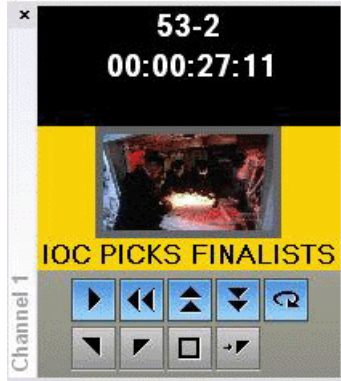 53-2
00:00:27:11
IOC PICKS FINALISTS
Channel 1